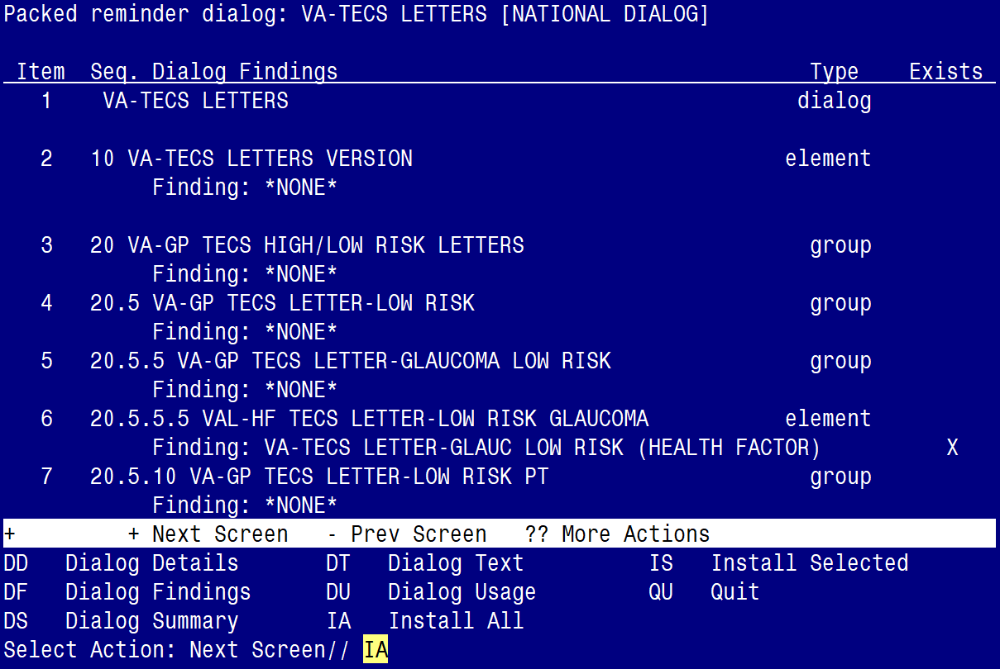 Packed reminder dialog: VA-TECS LETTERS [NATIONAL DIALOG]
Item Seq. Dialog Findings Type Exists
1 VA-TECS LETTERS dialog
2 10 VA-TECS LETTERS VERSION element
Finding: *NONE*
3 20 VA-GP TECS HIGH/LOW RISK LETTERS group
Finding: *NONE*
4 20.5 VA-GP TECS LETTER-LOW RISK group
Finding: *NONE*
5 20.5.5 VA-GP TECS LETTER-GLAUCOMA LOW RISK group
Finding: *NONE*
6 20.5.5.5 VAL-HF TECS LETTER-LOW RISK GLAUCOMA element
Finding: VA-TECS LETTER-GLAUC LOW RISK (HEALTH FACTOR) X
7 20.5.10 VA-GP TECS LETTER-LOW RISK PT group
Finding: *NONE*
+ + Next Screen - Prev Screen ?? More Actions
DD Dialog Details DT Dialog Text IS Install Selected
DF Dialog Findings DU Dialog Usage QU Quit
DS Dialog Summary IA Install All
Select Action: Next Screen// IA